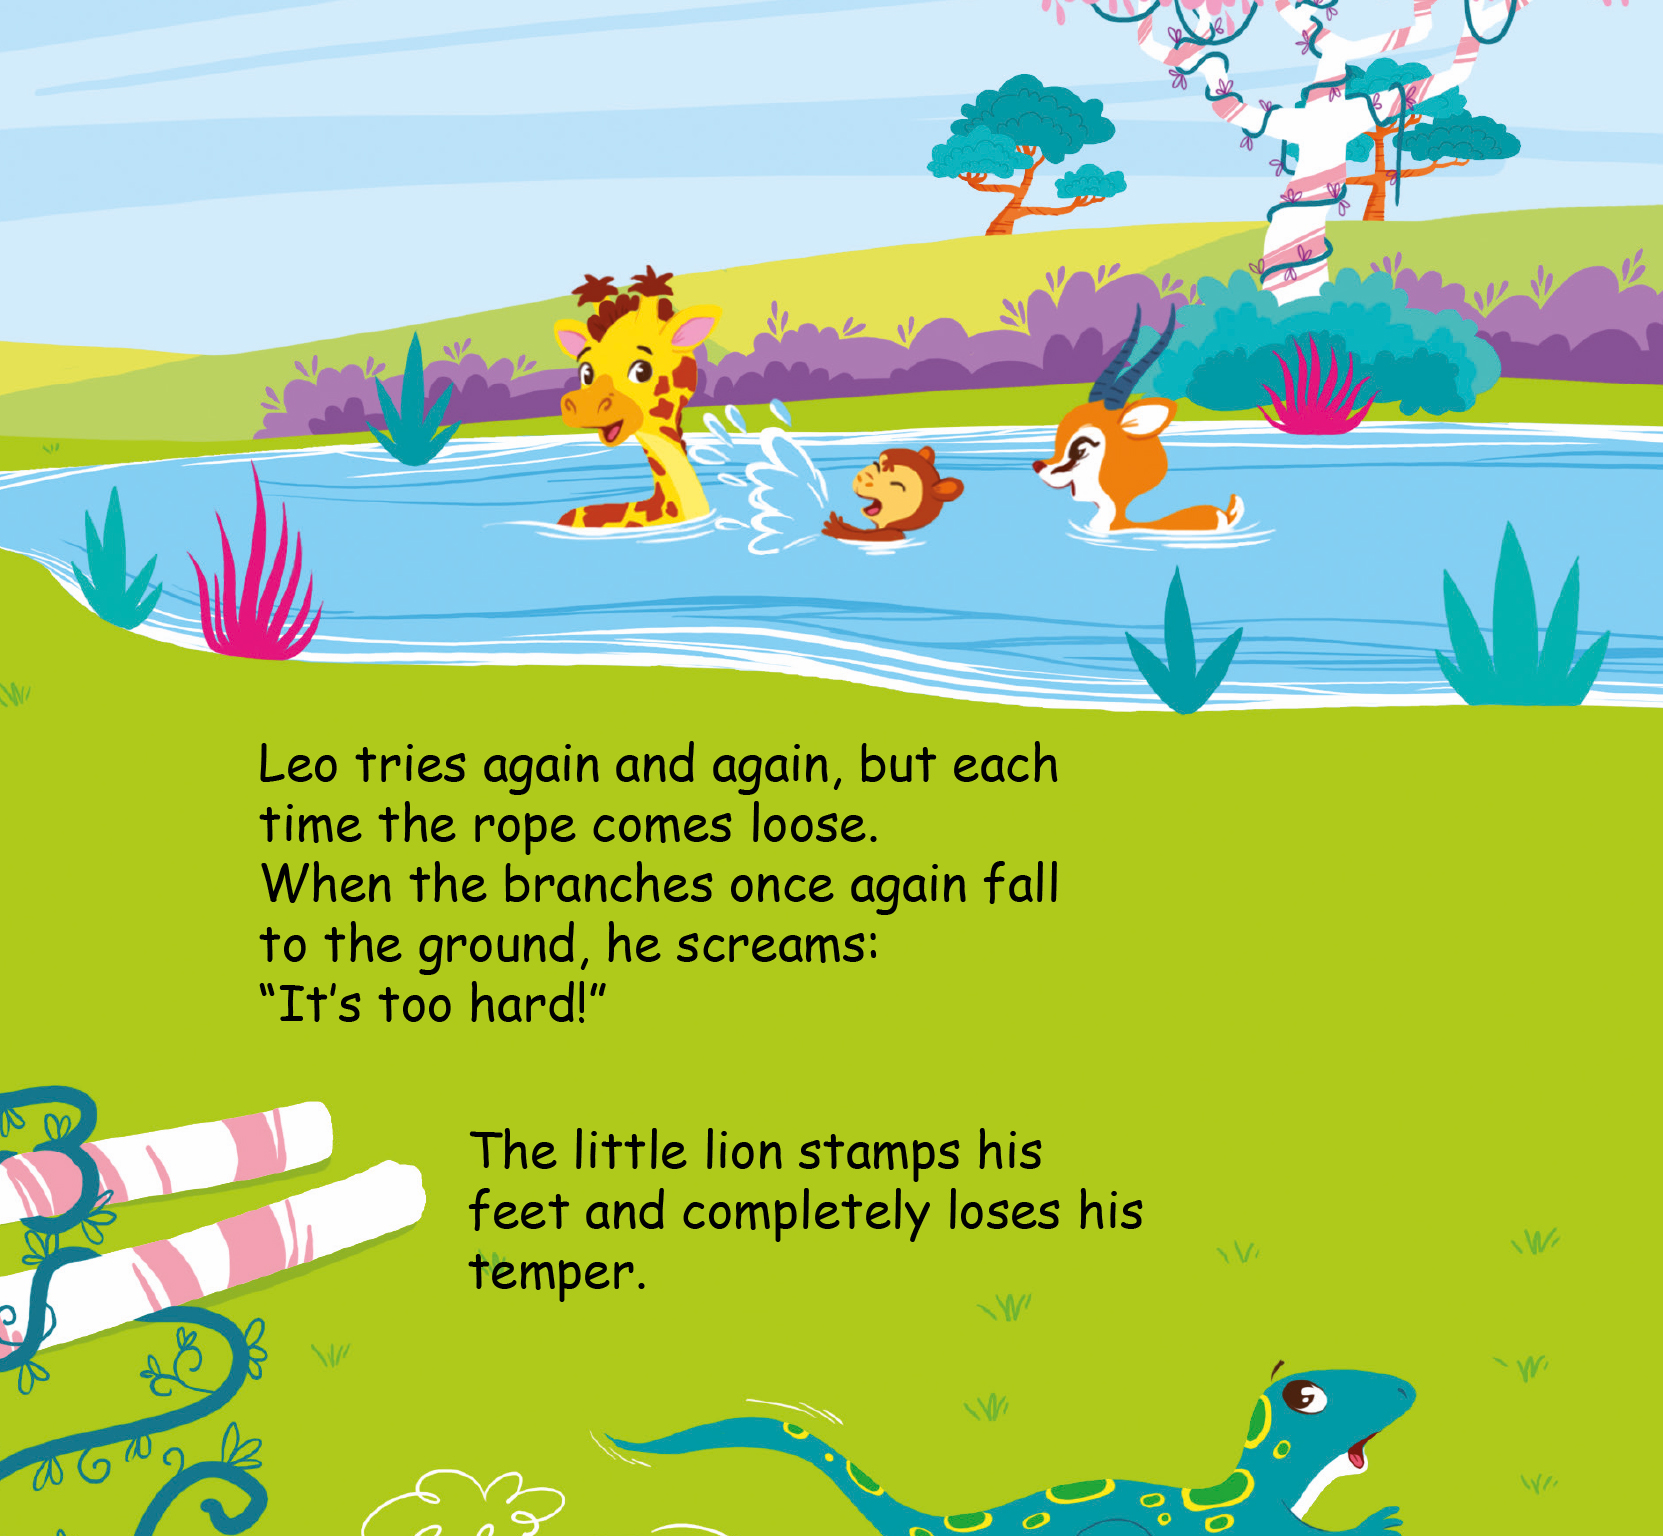 Leo tries again and again, but each
time the rope comes loose.
When the branches once again fall
to the ground, he screams:
“It’s too hard!”
The little lion stamps his
feet and completely loses his
temper.